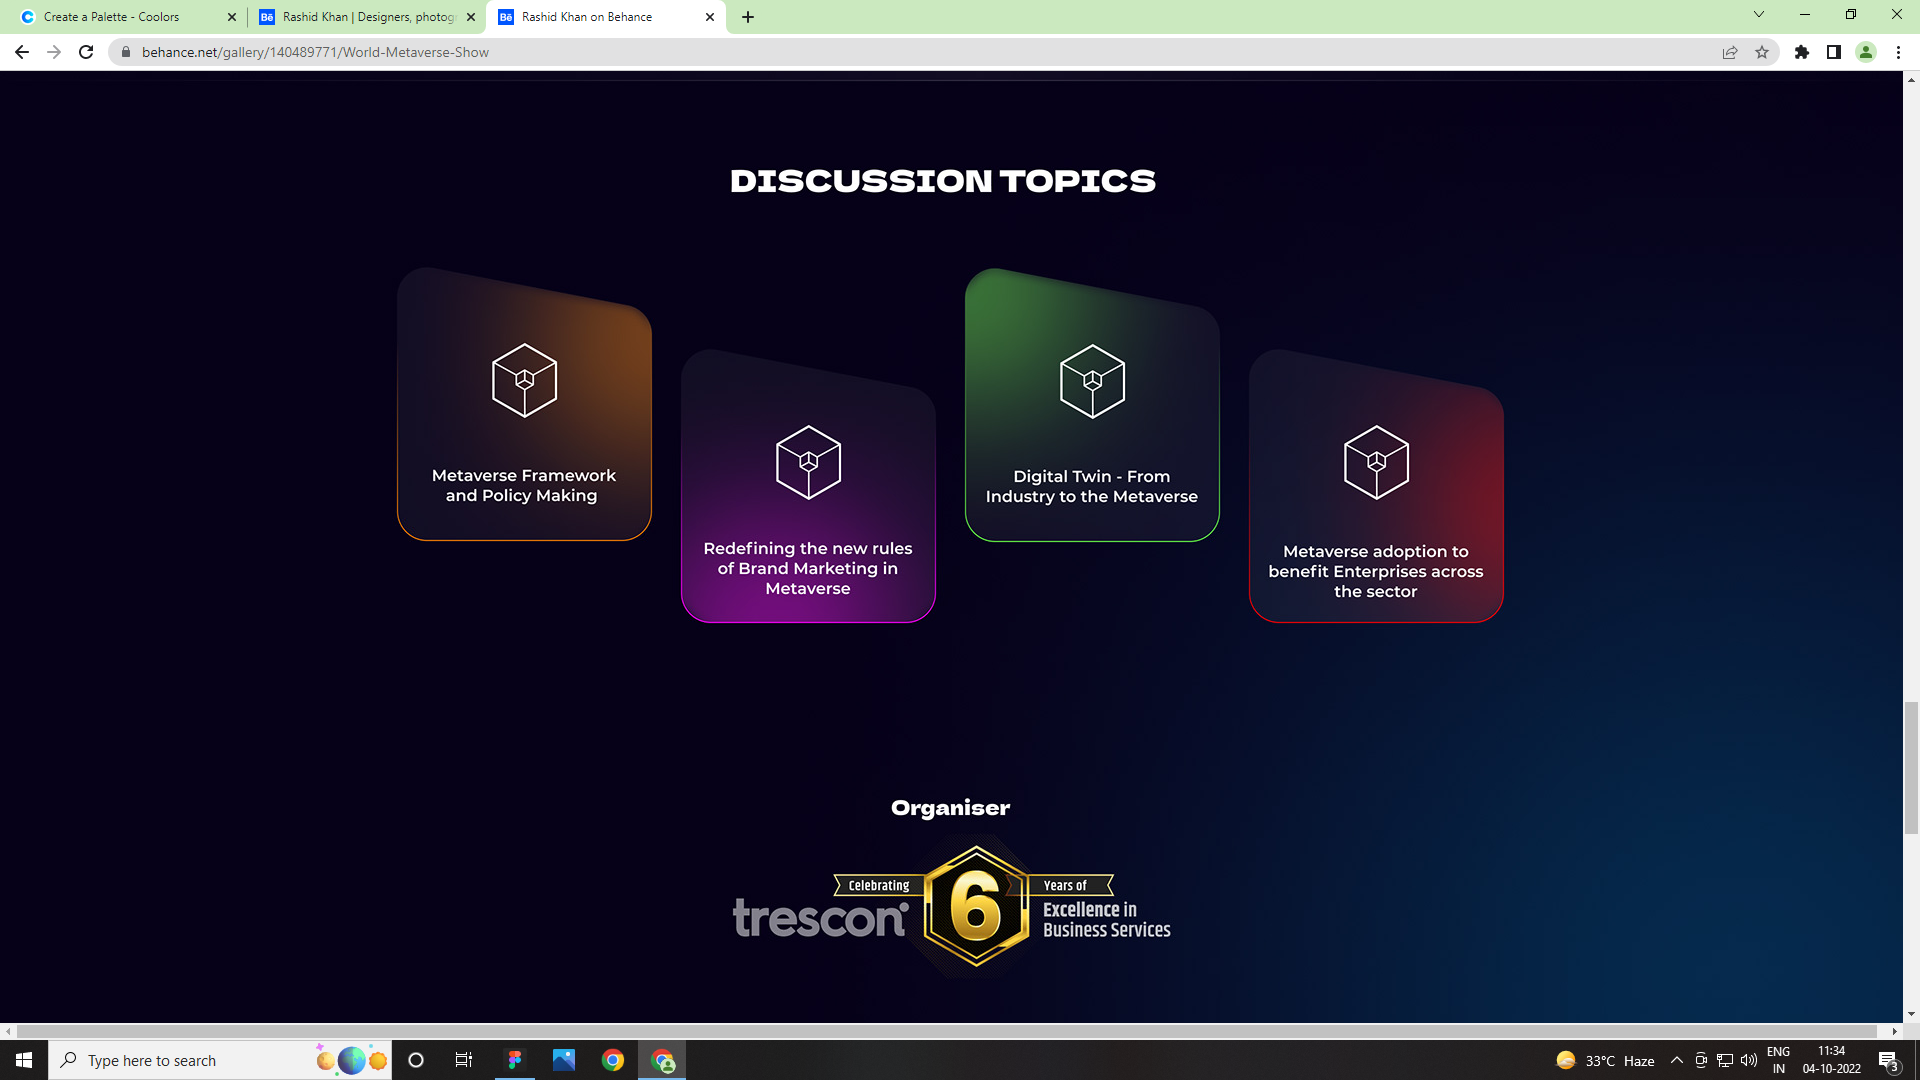 Create a Palette - Coolors
Rashid Khan | Designers, photog
Rashid Khan on Behance
behance.net/gallery/140489771/World-Metaverse-Show
DISCUSSION TOPICS
Metaverse Framework
and Policy Making
Redefining the new rules
of Brand Marketing in
Metaverse
Digital Twin - From
Industry to the Metaverse
Metaverse adoption to
benefit Enterprises across
the sector
Organiser
Celebrating
6
Years of
trescon
Excellence in
Business Services
Type here to search
33°C Haze
ENG
IN
11:34
04-10-2022
3